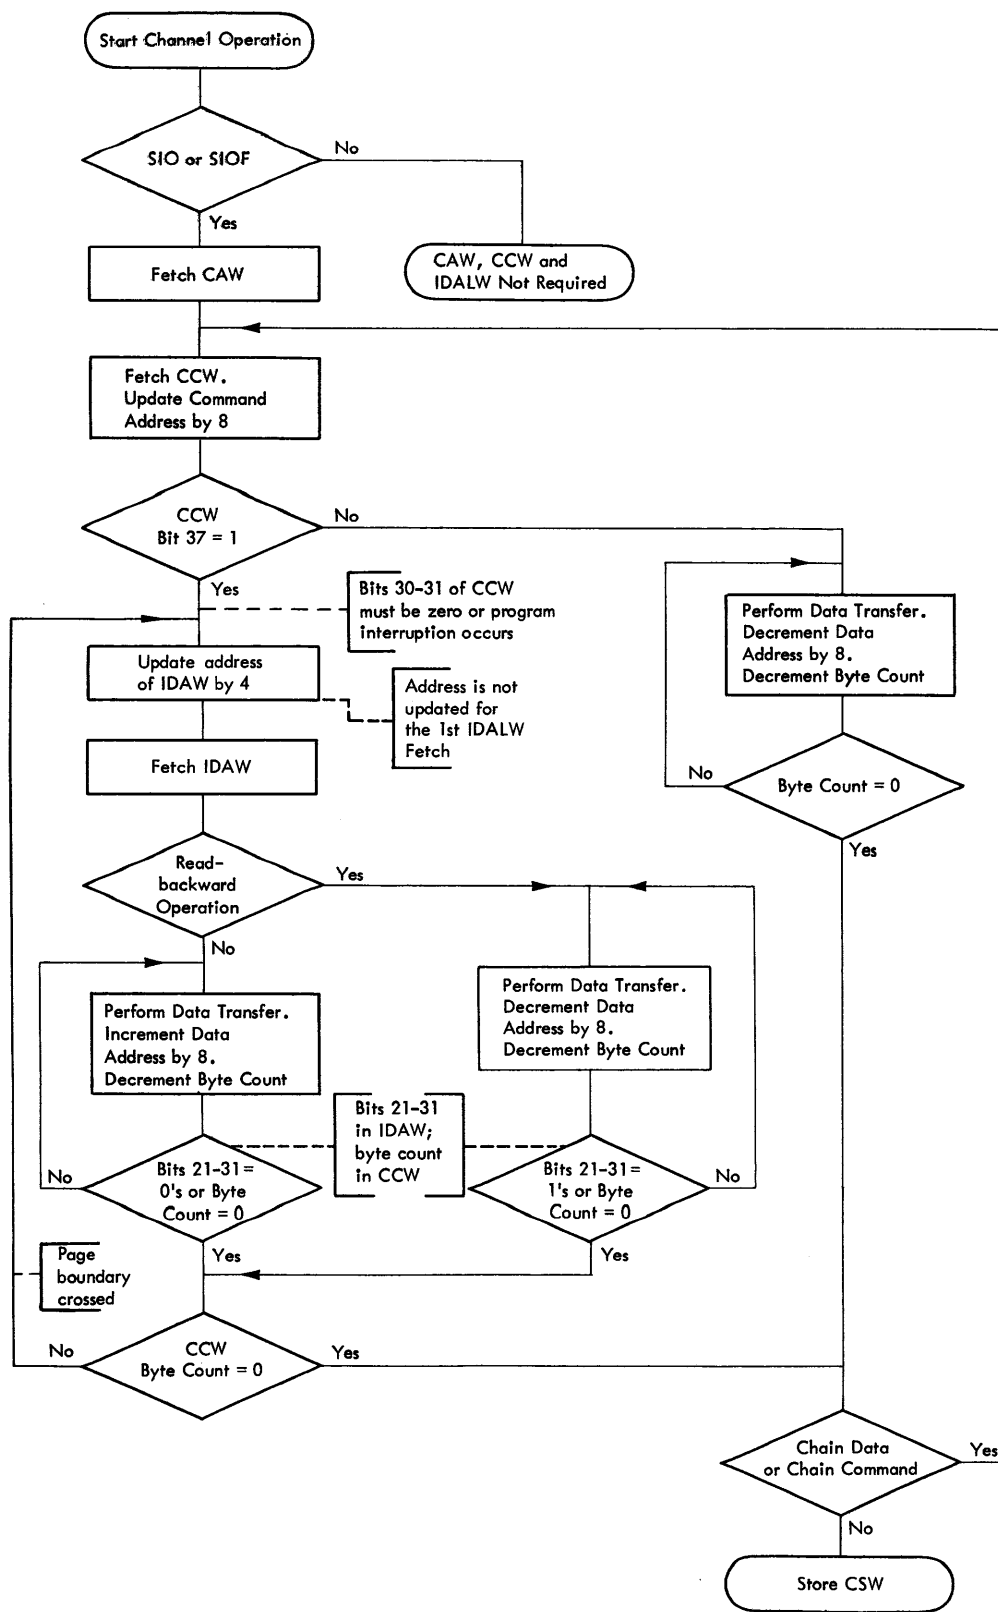 Start Channel Operation
SIO or SIOF
No
Yes
CAW, CCW and
IDALW Not Required
Fetch CAW
Fetch CCW.
Update Command
Address by 8
CCW
Bit 37 = 1
No
Yes
Bits 30-31 of CCW
must be zero or program
interruption occurs
Perform Data Transfer.
Decrement Data
Address by 8.
Decrement Byte Count
Update address
of IDAW by 4
Address is not
updated for
the 1st IDALW
Fetch
Fetch IDAW
No
Byte Count = 0
Yes
Read-
backward
Operation
Yes
No
Perform Data Transfer.
Increment Data
Address by 8.
Decrement Byte Count
Perform Data Transfer.
Decrement Data
Address by 8.
Decrement Byte Count
Bits 21-31
in IDAW;
byte count
in CCW
No
Bits 21-31 =
0's or Byte
Count = 0
Yes
Bits 21-31 =
1's or Byte
Count = 0
No
Yes
Page
boundary
crossed
No
CCW
Byte Count = 0
Yes
Chain Data
or Chain Command
Yes
No
Store CSW